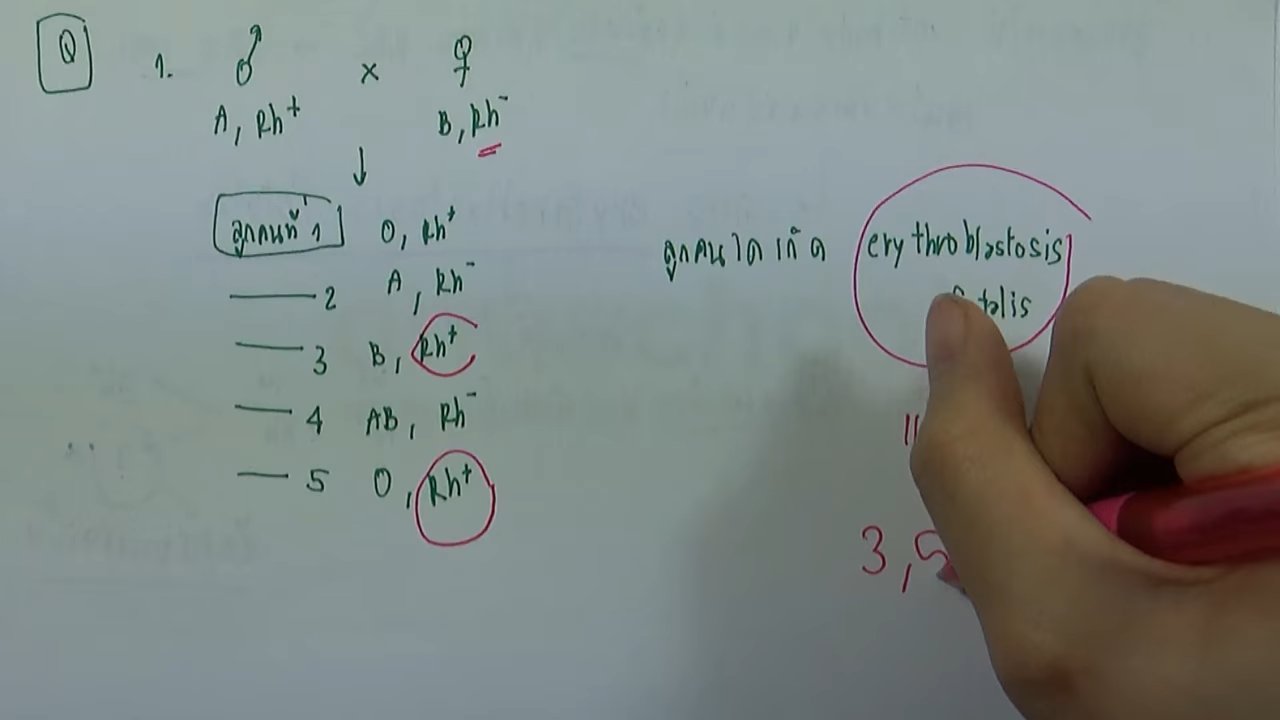 Q
1. ♂ × ♀
A, Rh+ B, Rh-
↓
ลูกคนที่ 1 O, Rh+
2 A, Rh-
3 B, Rh+
4 AB, Rh-
5 O, Rh+
ลูกคนใดเกิด erythroblastosis
3, 5